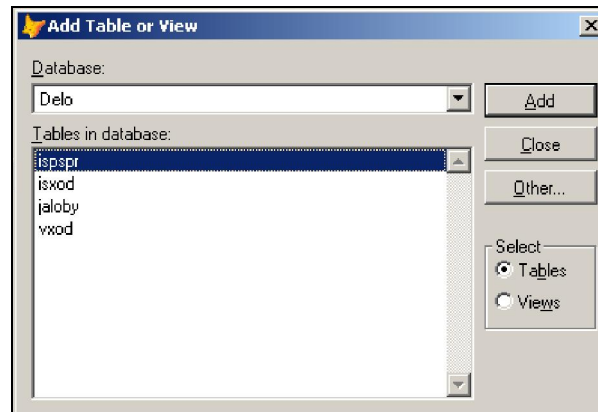 Add Table or View
Database:
Delo
Add
Tables in database:
Close
ispspr
isxod
Other...
jaloby
vxod
Select
Tables
Views